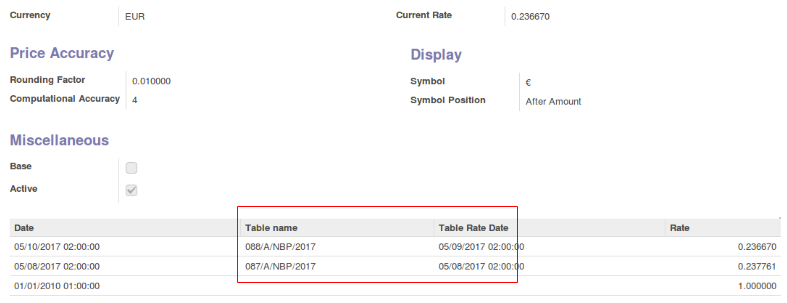 Currency EUR Current Rate 0.236670
Price Accuracy Display
Rounding Factor 0.010000 Symbol €
Computational Accuracy 4 Symbol Position After Amount
Miscellaneous
Base
Active
Date Table name Table Rate Date Rate
05/10/2017 02:00:00 088/A/NBP/2017 05/09/2017 02:00:00 0.236670
05/08/2017 02:00:00 087/A/NBP/2017 05/08/2017 02:00:00 0.237761
01/01/2010 01:00:00 1.000000